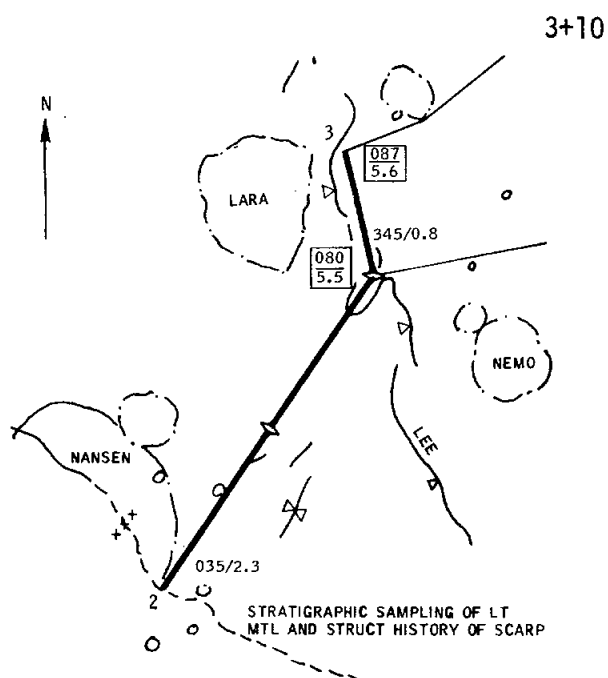 3+10
N
3
087
5.6
LARA
345/0.8
080
5.5
NEMO
LEE
NANSEN
035/2.3
2
STRATIGRAPHIC SAMPLING OF LT
MTL AND STRUCT HISTORY OF SCARP